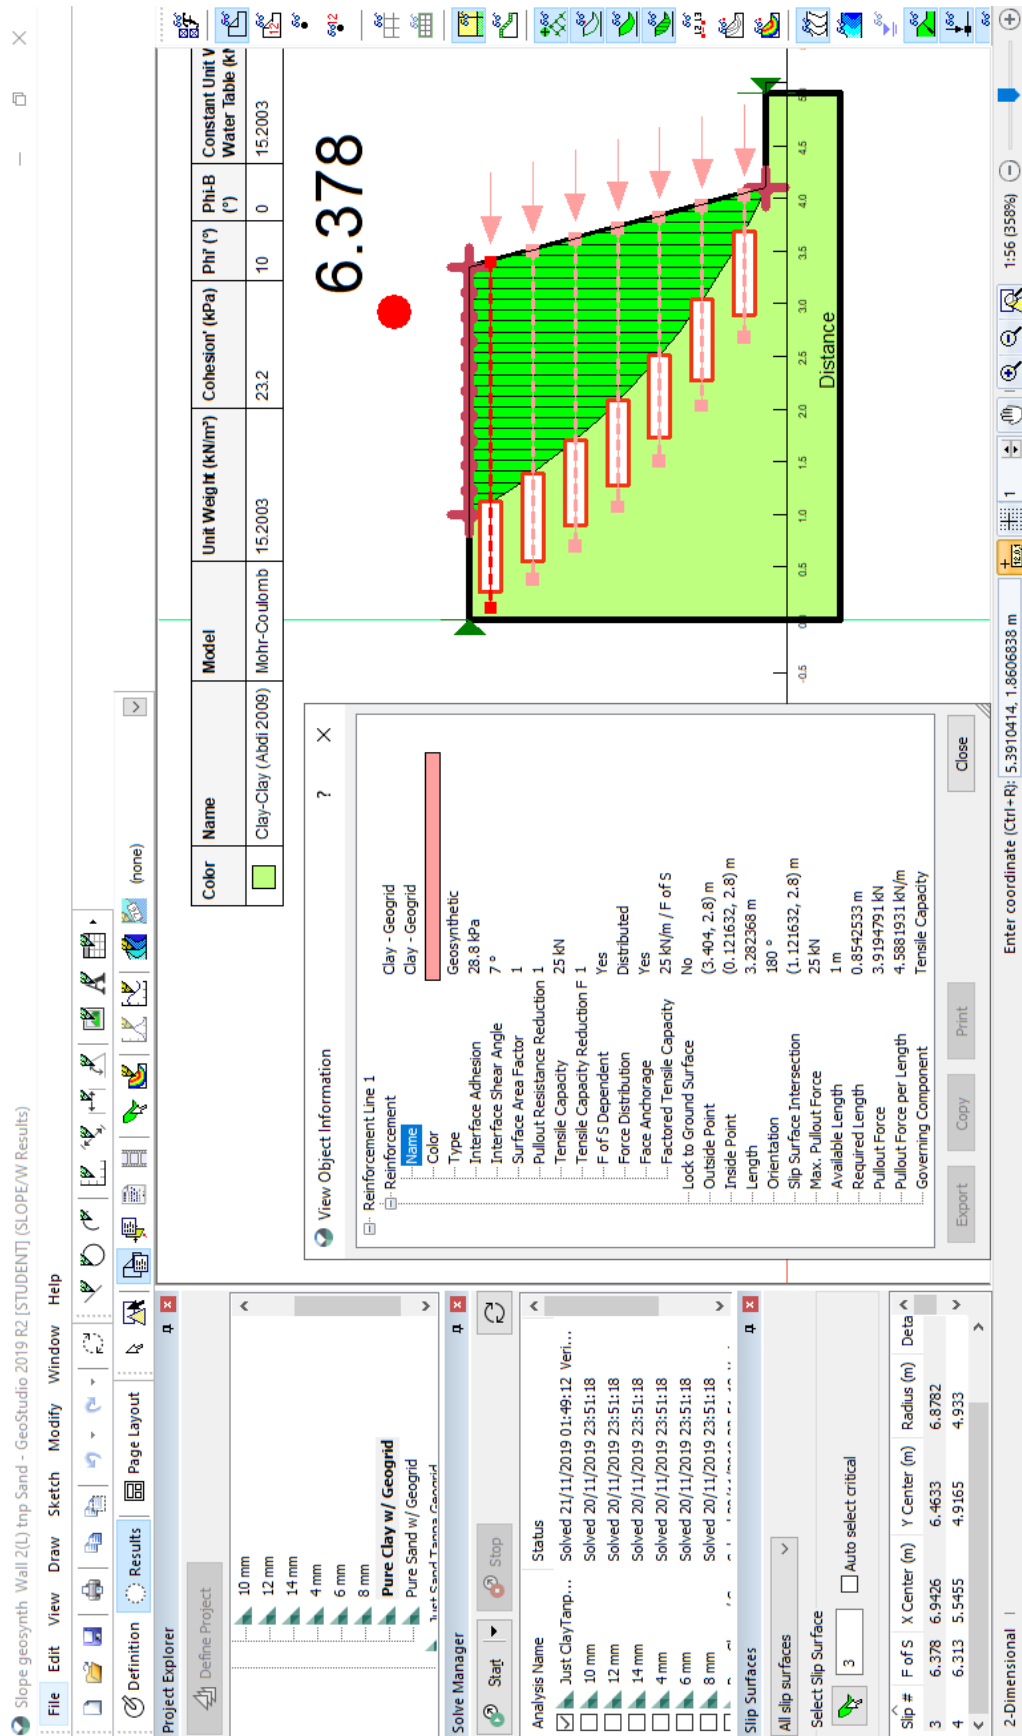 Slope geosynth Wall 2(L) tnp Sand - GeoStudio 2019 R2 [STUDENT] (SLOPE/W Results)
File Edit View Draw Sketch Modify Window Help
Definition Results Page Layout (none)
Project Explorer
Define Project
10 mm
12 mm
14 mm
4 mm
6 mm
8 mm
Pure Clay w/ Geogrid
Pure Sand w/ Geogrid
Just Sand Tanpa Geogrid
Solve Manager
Start Stop
Analysis Name Status
Just ClayTanp... Solved 21/11/2019 01:49:12 Veri...
10 mm Solved 20/11/2019 23:51:18
12 mm Solved 20/11/2019 23:51:18
14 mm Solved 20/11/2019 23:51:18
4 mm Solved 20/11/2019 23:51:18
6 mm Solved 20/11/2019 23:51:18
8 mm Solved 20/11/2019 23:51:18
Slip Surfaces
All slip surfaces
Select Slip Surface
3 Auto select critical
Slip # F of S X Center (m) Y Center (m) Radius (m) Deta
3 6.378 6.9426 6.4633 6.8782
4 6.313 5.5455 4.9165 4.933
View Object Information ?
Reinforcement Line 1
Reinforcement Clay - Geogrid
Name Clay - Geogrid
Color
Type Geosynthetic
Interface Adhesion 28.8 kPa
Interface Shear Angle 7 °
Surface Area Factor 1
Pullout Resistance Reduction 1
Tensile Capacity 25 kN
Tensile Capacity Reduction F 1
F of S Dependent Yes
Force Distribution Distributed
Face Anchorage Yes
Factored Tensile Capacity 25 kN/m / F of S
Lock to Ground Surface No
Outside Point (3.404, 2.8) m
Inside Point (0.121632, 2.8) m
Length 3.282368 m
Orientation 180 °
Slip Surface Intersection (1.121632, 2.8) m
Max. Pullout Force 25 kN
Available Length 1 m
Required Length 0.8542533 m
Pullout Force 3.9194791 kN
Pullout Force per Length 4.5881931 kN/m
Governing Component Tensile Capacity
Export Copy Print Close
Color Name Model Unit Weight (kN/m³) Cohesion' (kPa) Phi' (°) Phi-B (°) Constant Unit W
Water Table (kN
Clay-Clay (Abdi 2009) Mohr-Coulomb 15.2003 23.2 10 0 15.2003
6.378
-0.5 0.5 1.0 1.5 2.0 2.5 3.0 3.5 4.0 4.5
Distance
2-Dimensional Enter coordinate (Ctrl+R): 5.3910414, 1.8606838 m 1 1:56 (358%)